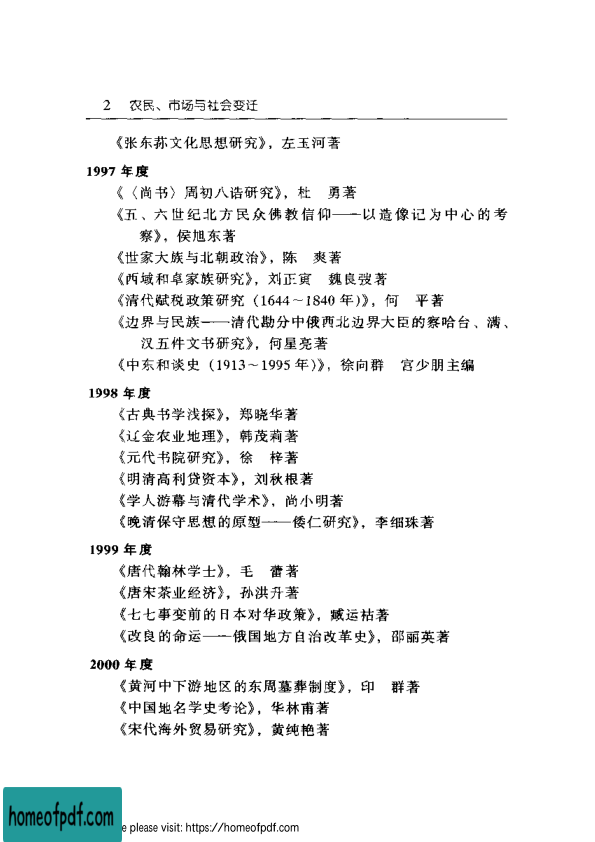 2 农民、市场与社会变迁
《张东荪文化思想研究》，左玉河著
1997 年度
《〈尚书〉周初八诰研究》，杜　勇著
《五、六世纪北方民众佛教信仰——以造像记为中心的考
察》，侯旭东著
《世家大族与北朝政治》，陈　爽著
《西域和卓家族研究》，刘正寅　魏良弢著
《清代赋税政策研究（1644～1840 年）》，何　平著
《边界与民族——清代勘分中俄西北边界大臣的察哈台、满、
汉五件文书研究》，何星亮著
《中东和谈史（1913～1995 年）》，徐向群　宫少朋主编
1998 年度
《古典书学浅探》，郑晓华著
《辽金农业地理》，韩茂莉著
《元代书院研究》，徐　梓著
《明清高利贷资本》，刘秋根著
《学人游幕与清代学术》，尚小明著
《晚清保守思想的原型——倭仁研究》，李细珠著
1999 年度
《唐代翰林学士》，毛　蕾著
《唐宋茶业经济》，孙洪升著
《七七事变前的日本对华政策》，臧运祜著
《改良的命运——俄国地方自治改革史》，邵丽英著
2000 年度
《黄河中下游地区的东周墓葬制度》，印　群著
《中国地名学史考论》，华林甫著
《宋代海外贸易研究》，黄纯艳著
homeofpdf.com
e please visit: https://homeofpdf.com